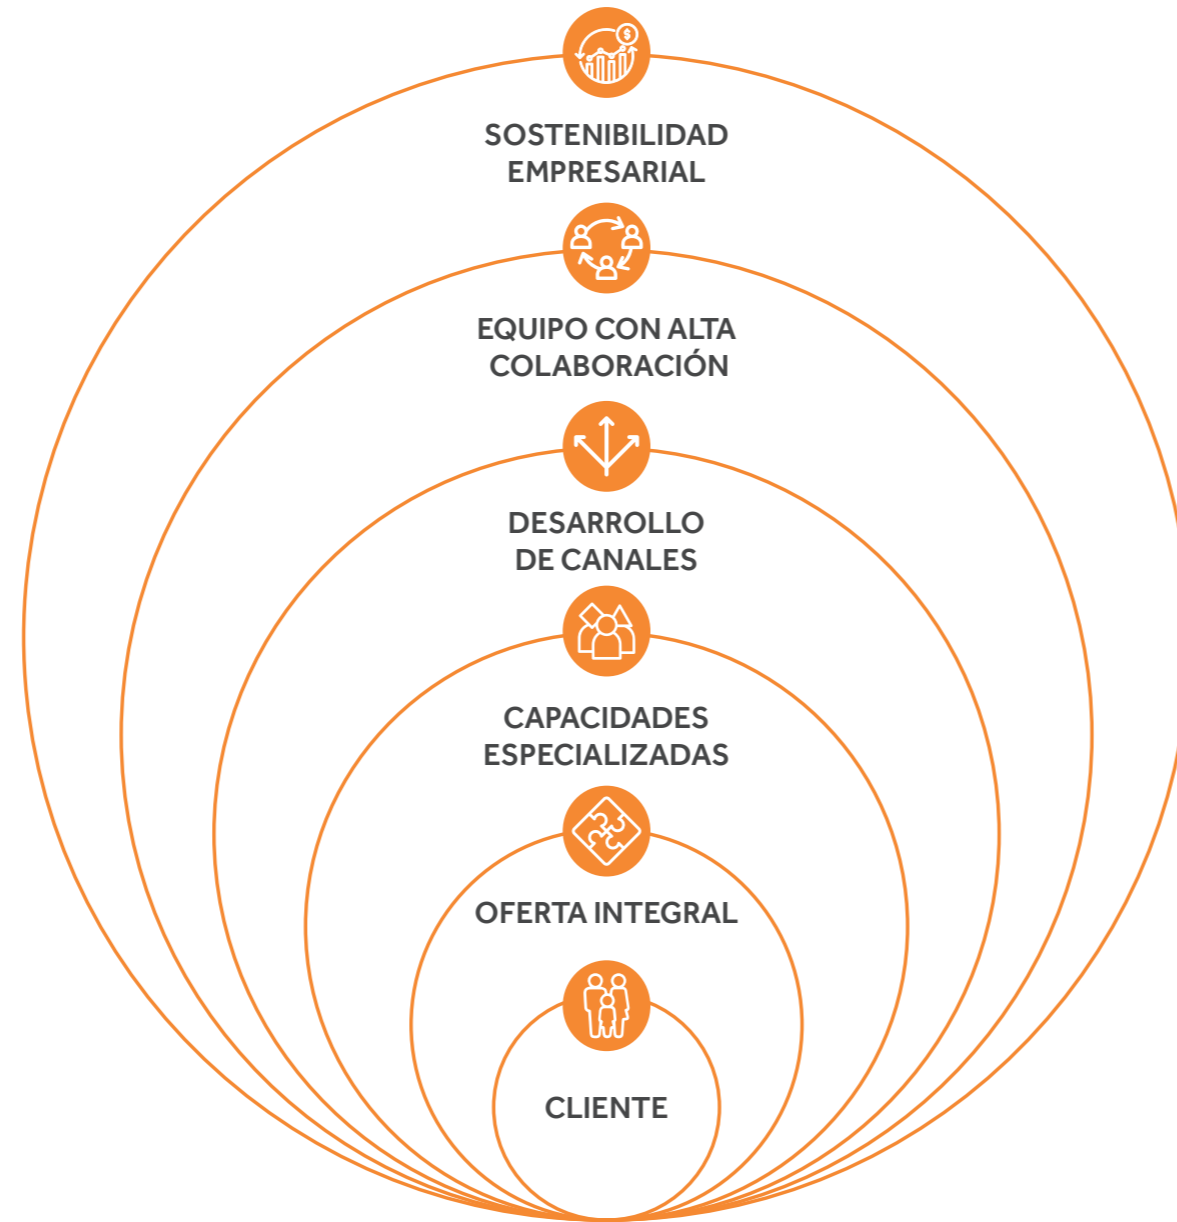 $
SOSTENIBILIDAD
EMPRESARIAL
EQUIPO CON ALTA
COLABORACIÓN
DESARROLLO
DE CANALES
CAPACIDADES
ESPECIALIZADAS
OFERTA INTEGRAL
CLIENTE